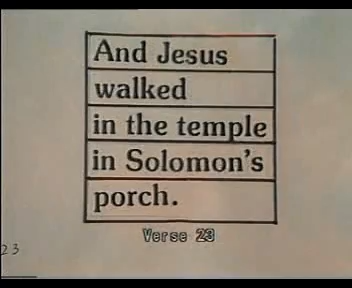 And Jesus
walked
in the temple
in Solomon's
porch.
Verse 23
23